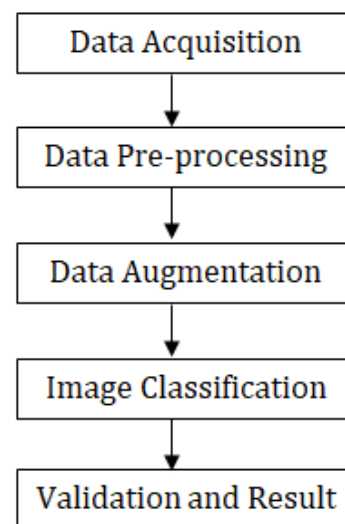 Data Acquisition
Data Pre-processing
Data Augmentation
Image Classification
Validation and Result